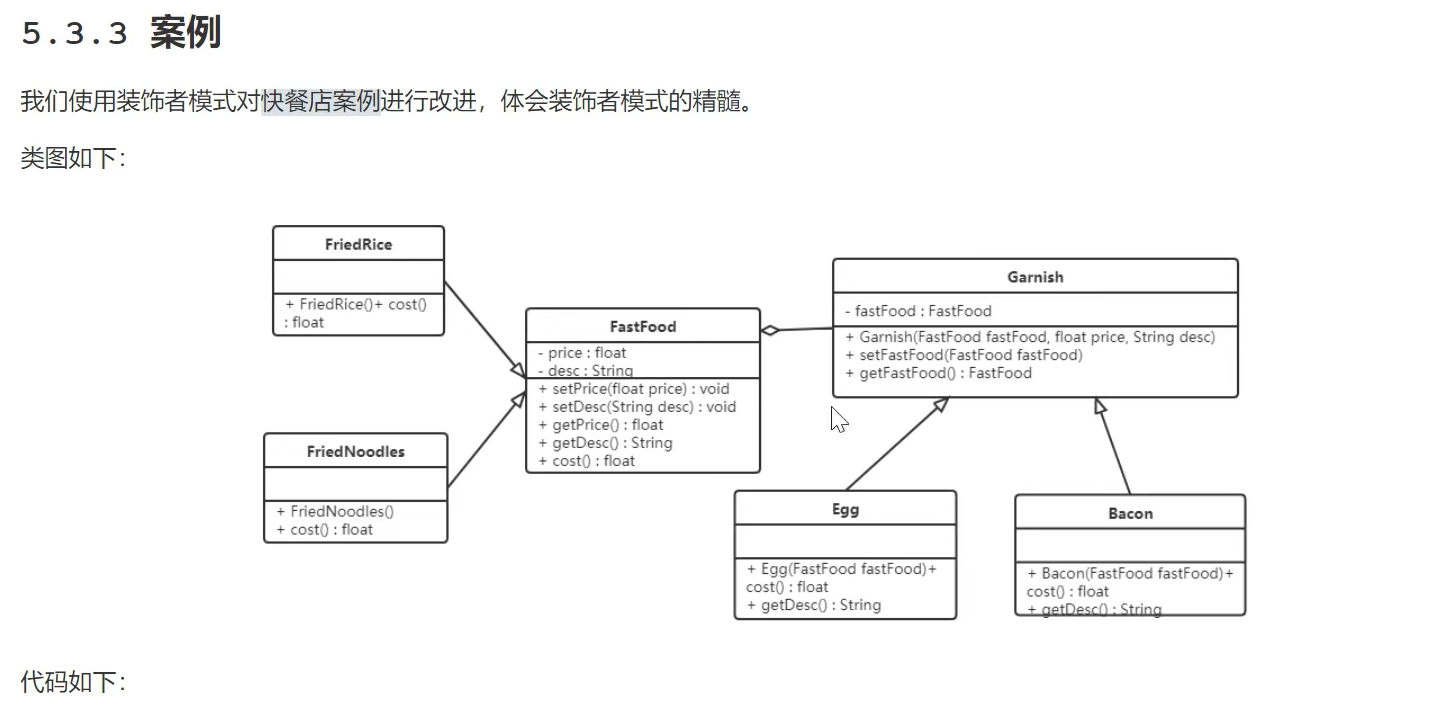 5.3.3 案例
我们使用装饰者模式对快餐店案例进行改进，体会装饰者模式的精髓。
类图如下：
FriedRice
+ FriedRice()+ cost()
: float
FriedNoodles
+ FriedNoodles()
+ cost() : float
FastFood
- price : float
- desc : String
+ setPrice(float price) : void
+ setDesc(String desc) : void
+ getPrice() : float
+ getDesc() : String
+ cost() : float
Garnish
- fastFood : FastFood
+ Garnish(FastFood fastFood, float price, String desc)
+ setFastFood(FastFood fastFood)
+ getFastFood() : FastFood
Egg
+ Egg(FastFood fastFood)+
cost() : float
+ getDesc() : String
Bacon
+ Bacon(FastFood fastFood)+
cost() : float
+ getDesc() : String
代码如下：